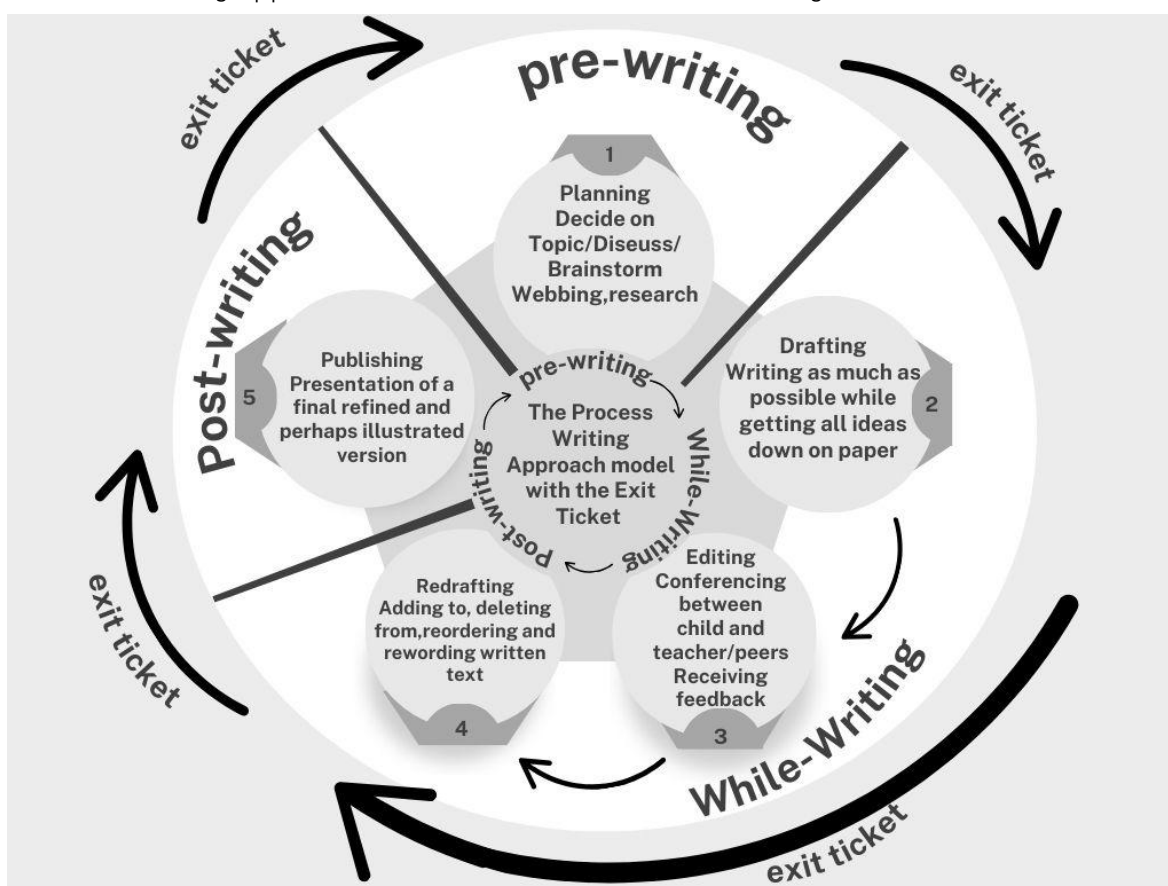 exit ticket
pre-writing
exit ticket
1
Planning
Decide on
Topic/Diseuss/
Brainstorm
Webbing,research
Post-writing
5
Publishing
Presentation of a
final refined and
perhaps illustrated
version
pre-writing
The Process
Writing
Approach model
with the Exit
Ticket
While-Writing
Post-writing
Drafting
Writing as much as
possible while
getting all ideas
down on paper
2
Editing
Conferencing
between
child and
teacher/peers
Receiving
feedback
3
Redrafting
Adding to, deleting
from,reordering and
rewording written
text
4
exit ticket
While-Writing
exit ticket